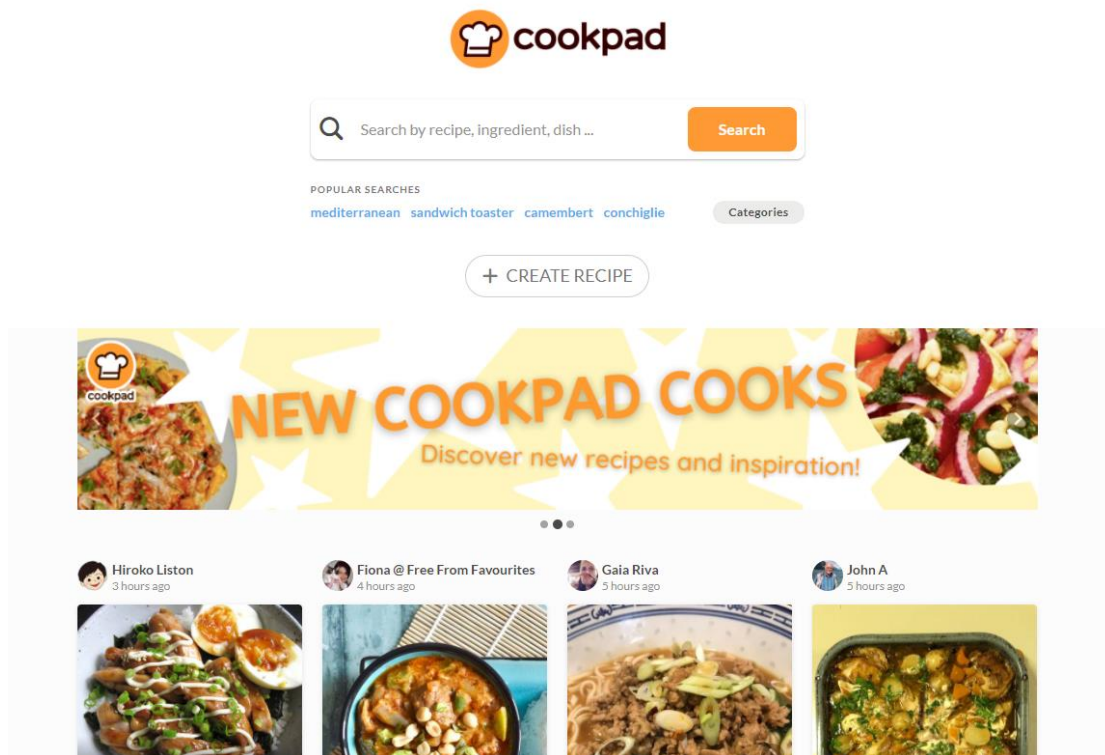 cookpad
Search by recipe, ingredient, dish ...
Search
POPULAR SEARCHES
mediterranean sandwich toaster camembert conchiglie
Categories
+ CREATE RECIPE
cookpad
NEW COOKPAD COOKS
Discover new recipes and inspiration!
Hiroko Liston
3 hours ago
Fiona @ Free From Favourites
4 hours ago
Gaia Riva
5 hours ago
John A
5 hours ago